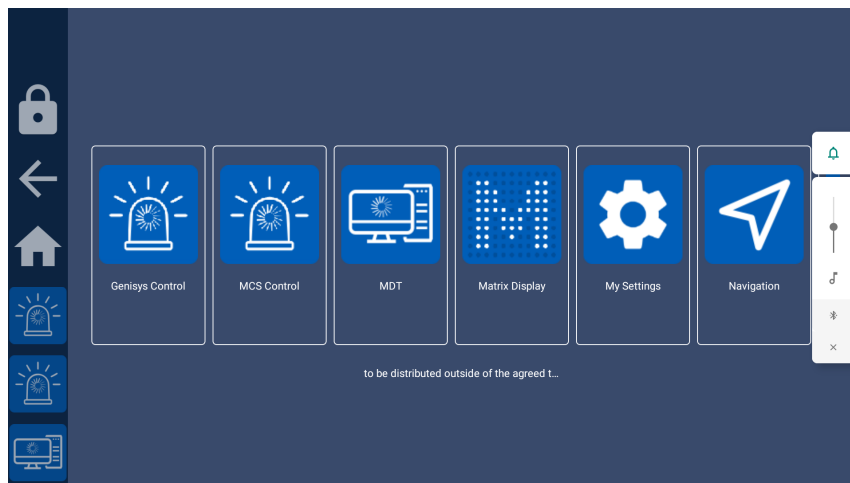 Genisys Control
MCS Control
MDT
Matrix Display
My Settings
Navigation
to be distributed outside of the agreed t...